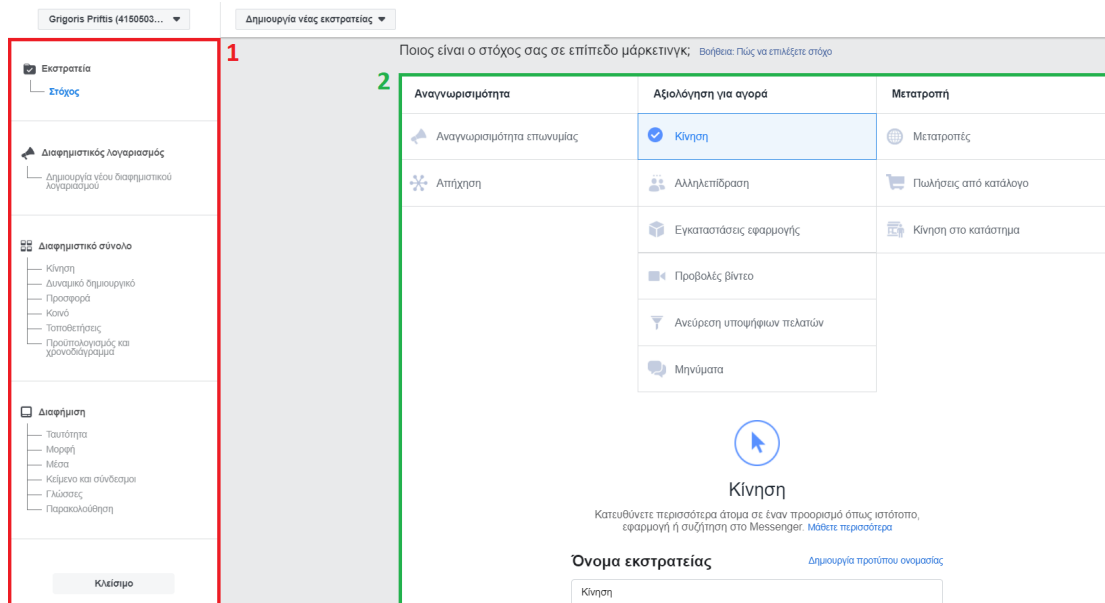 Grigoris Priftis (4150503...
Δημιουργία νέας εκστρατείας
1
Εκστρατεία
Στόχος
Διαφημιστικός λογαριασμός
Δημιουργία νέου διαφημιστικού
λογαριασμού
Διαφημιστικό σύνολο
Κίνηση
Δυναμικό δημιουργικό
Προσφορά
Κοινό
Τοποθετήσεις
Προϋπολογισμός και
χρονοδιάγραμμα
Διαφήμιση
Ταυτότητα
Μορφή
Μέσα
Κείμενο και σύνδεσμοι
Γλώσσες
Παρακολούθηση
Κλείσιμο
Ποιος είναι ο στόχος σας σε επίπεδο μάρκετινγκ; Βοήθεια: Πώς να επιλέξετε στόχο
2
Αναγνωρισιμότητα
Αξιολόγηση για αγορά
Μετατροπή
Αναγνωρισιμότητα επωνυμίας
Κίνηση
Μετατροπές
Απήχηση
Αλληλεπίδραση
Πωλήσεις από κατάλογο
Εγκαταστάσεις εφαρμογής
Κίνηση στο κατάστημα
Προβολές βίντεο
Ανεύρεση υποψήφιων πελατών
Μηνύματα
Κίνηση
Κατευθύνετε περισσότερα άτομα σε έναν προορισμό όπως ιστότοπο,
εφαρμογή ή συζήτηση στο Messenger. Μάθετε περισσότερα
Όνομα εκστρατείας
Δημιουργία προτύπου ονομασίας
Κίνηση